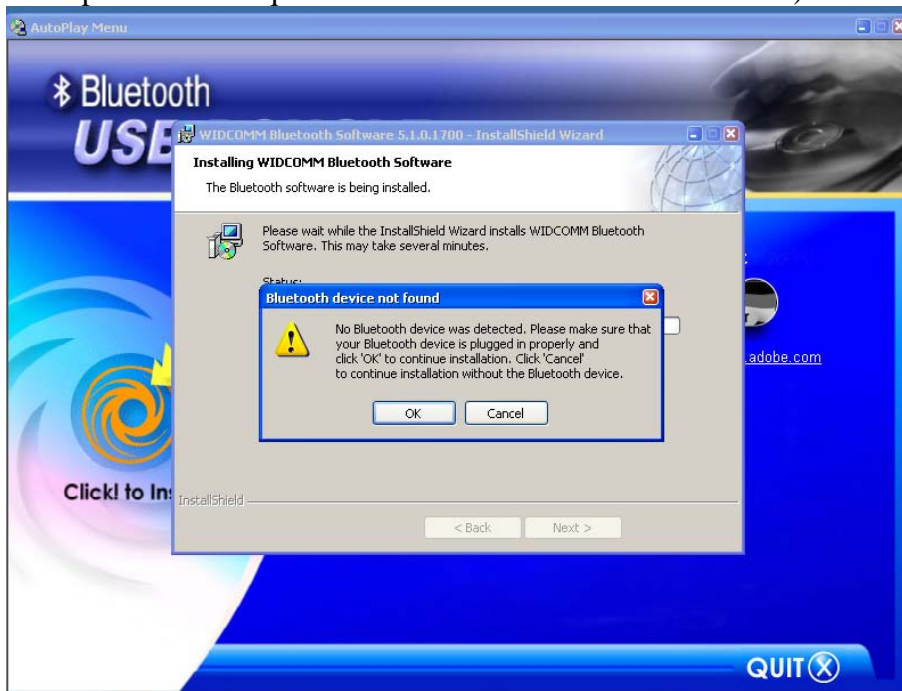 AutoPlay Menu
Bluetooth
USB
WIDCOMM Bluetooth Software 5.1.0.1700 - InstallShield Wizard
Installing WIDCOMM Bluetooth Software
The Bluetooth software is being installed.
Please wait while the InstallShield Wizard installs WIDCOMM Bluetooth
Software. This may take several minutes.
Status:
Bluetooth device not found
No Bluetooth device was detected. Please make sure that
your Bluetooth device is plugged in properly and
click 'OK' to continue installation. Click 'Cancel'
to continue installation without the Bluetooth device.
OK Cancel
.adobe.com
Click! to Ins
InstallShield
< Back Next >
QUIT